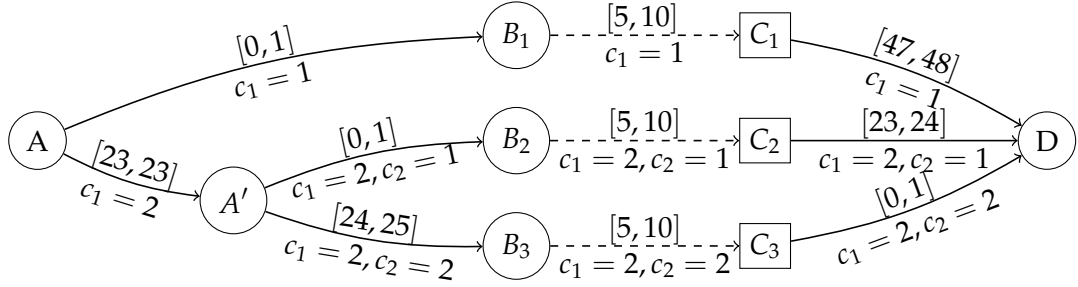 [0, 1]
c₁ = 1
B₁
[5, 10]
c₁ = 1
C₁
[47, 48]
c₁ = 1
A
[23, 23]
c₁ = 2
A′
[0, 1]
c₁ = 2, c₂ = 1
B₂
[5, 10]
c₁ = 2, c₂ = 1
C₂
[23, 24]
c₁ = 2, c₂ = 1
D
[24, 25]
c₁ = 2, c₂ = 2
B₃
[5, 10]
c₁ = 2, c₂ = 2
C₃
[0, 1]
c₁ = 2, c₂ = 2